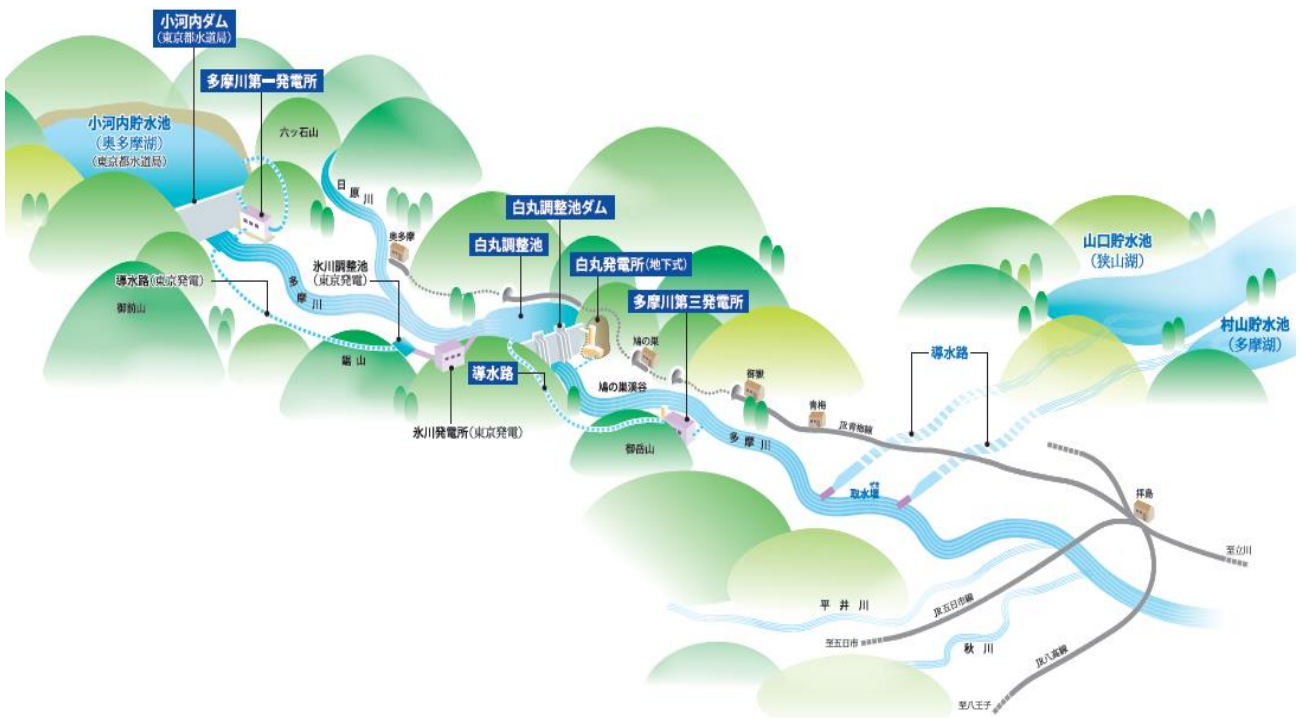 小河内ダム
(東京都水道局)
多摩川第一発電所
小河内貯水池
(奥多摩湖)
(東京都水道局)
六ッ石山
日原川
奥多摩
白丸調整池ダム
白丸調整池
白丸発電所(地下式)
多摩川第三発電所
氷川調整池
(東京発電)
多摩川
導水路(東京発電)
御前山
鋸山
導水路
氷川発電所(東京発電)
鳩の巣
鳩の巣渓谷
御嶽
御岳山
多摩川
青梅
JR青梅線
山口貯水池
(狭山湖)
村山貯水池
(多摩湖)
導水路
取水堰
ぜき
拝島
至立川
平井川
JR五日市線
至五日市
秋川
JR八高線
至八王子